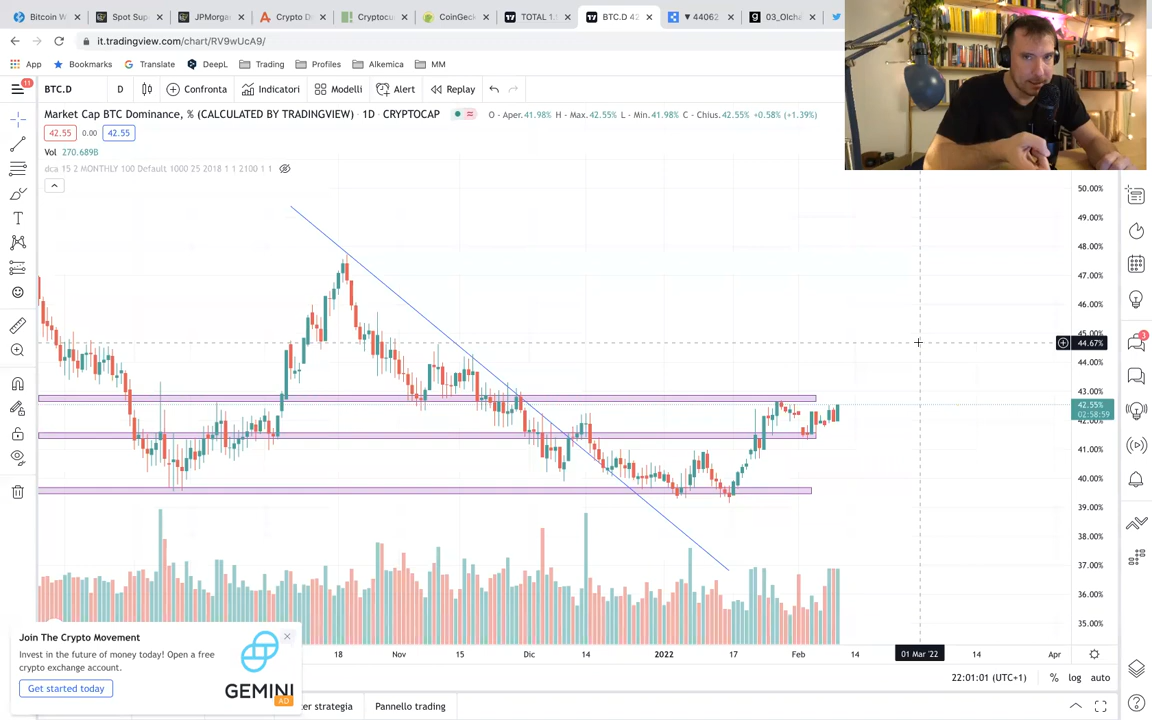 Bitcoin W
Spot Sup
JPMorga
Crypto D
Cryptocu
CoinGeck
TOTAL 1.
BTC.D 42
▼ 44062
03_Olcha
it.tradingview.com/chart/RV9wUcA9/
App
Bookmarks
Translate
DeepL
Trading
Profiles
Alkemica
MM
11
BTC.D
D
Confronta
Indicatori
Modelli
Alert
Replay
Market Cap BTC Dominance, % (CALCULATED BY TRADINGVIEW) · 1D · CRYPTOCAP
O - Aper.41.98% H - Max.42.55% L - Min.41.98% C - Chius.42.55% +0.58% (+1.39%)
42.55
0.00
42.55
Vol 270.689B
dca 15 2 MONTHLY 100 Default 1000 25 2018 1 1 2100 1 1
50.00%
49.00%
48.00%
47.00%
46.00%
45.00%
44.67%
44.00%
43.00%
42.55%
02:58:59
42.00%
41.00%
40.00%
39.00%
38.00%
37.00%
36.00%
35.00%
3
18
Nov
15
Dic
14
2022
17
Feb
14
01 Mar '22
14
Apr
Join The Crypto Movement
Invest in the future of money today! Open a free
crypto exchange account.
Get started today
GEMINI
AD
22:01:01 (UTC+1)
%
log
auto
ter strategia
Pannello trading